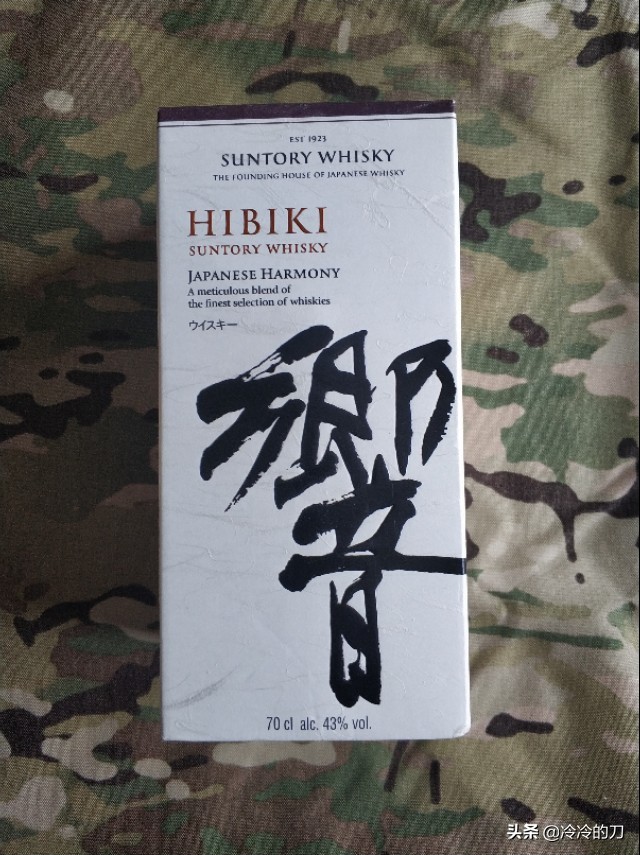 EST 1923
SUNTORY WHISKY
THE FOUNDING HOUSE OF JAPANESE WHISKY
HIBIKI
SUNTORY WHISKY
JAPANESE HARMONY
A meticulous blend of
the finest selection of whiskies
ウイスキー
響
70 cl alc. 43% vol.
头条 @冷冷的刀